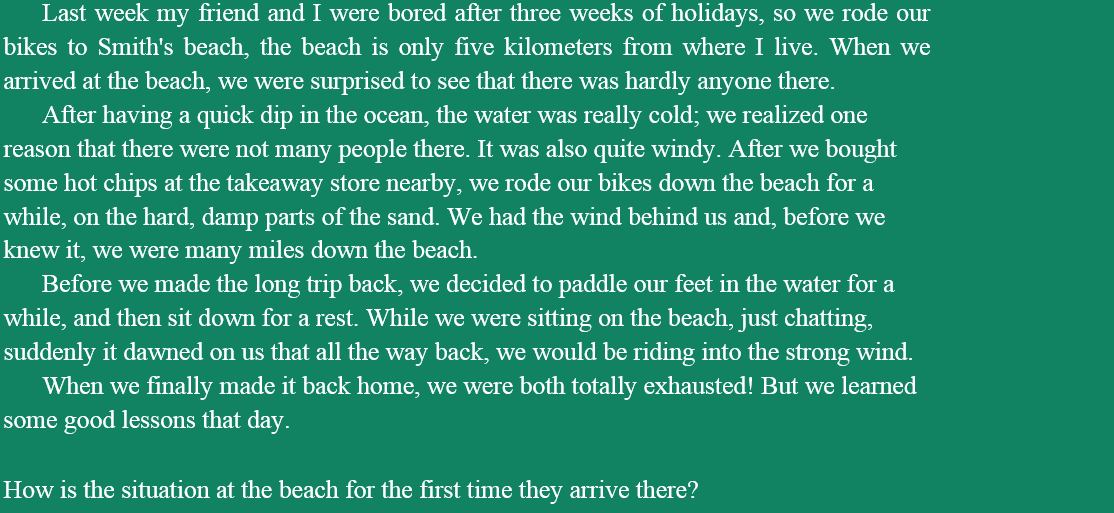 Last week my friend and I were bored after three weeks of holidays, so we rode our
bikes to Smith's beach, the beach is only five kilometers from where I live. When we
arrived at the beach, we were surprised to see that there was hardly anyone there.
After having a quick dip in the ocean, the water was really cold; we realized one
reason that there were not many people there. It was also quite windy. After we bought
some hot chips at the takeaway store nearby, we rode our bikes down the beach for a
while, on the hard, damp parts of the sand. We had the wind behind us and, before we
knew it, we were many miles down the beach.
Before we made the long trip back, we decided to paddle our feet in the water for a
while, and then sit down for a rest. While we were sitting on the beach, just chatting,
suddenly it dawned on us that all the way back, we would be riding into the strong wind.
When we finally made it back home, we were both totally exhausted! But we learned
some good lessons that day.
How is the situation at the beach for the first time they arrive there?